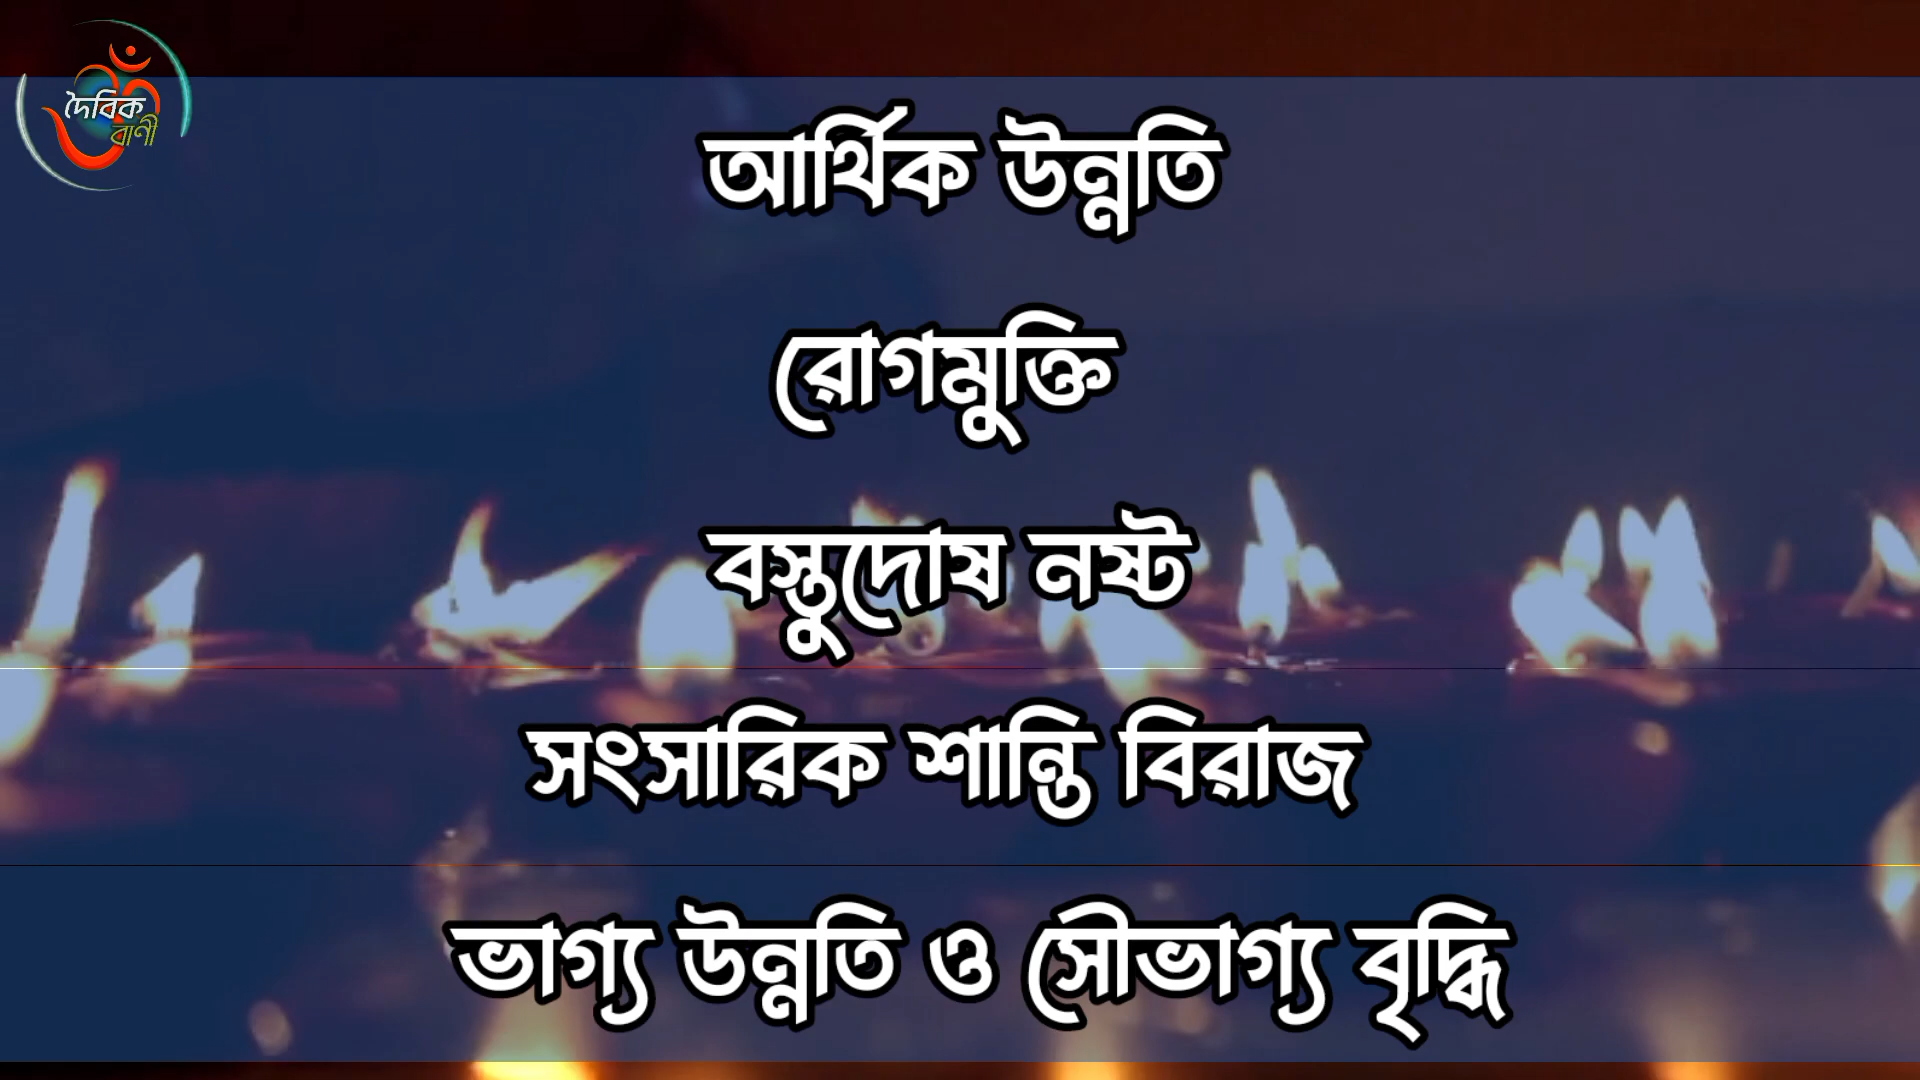 দৈবিক
বাণী
আর্থিক উন্নতি
রোগমুক্তি
বস্তুদোষ নষ্ট
সংসারিক শান্তি বিরাজ
ভাগ্য উন্নতি ও সৌভাগ্য বৃদ্ধি